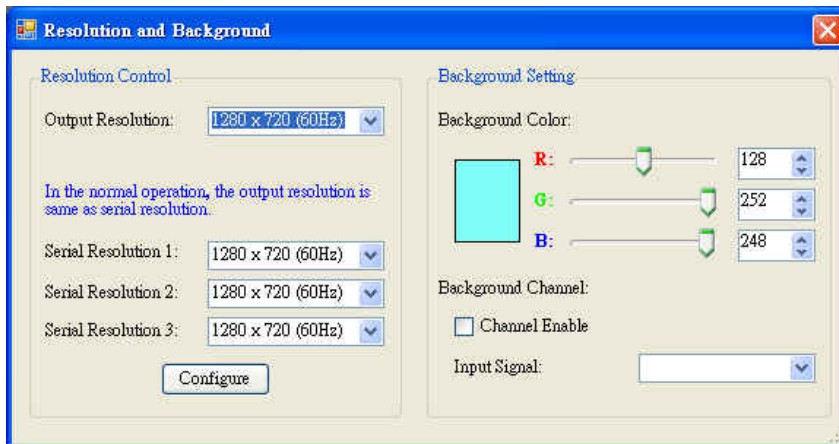 Resolution and Background
Resolution Control
Output Resolution: 1280 x 720 (60Hz)
In the normal operation, the output resolution is
same as serial resolution.
Serial Resolution 1: 1280 x 720 (60Hz)
Serial Resolution 2: 1280 x 720 (60Hz)
Serial Resolution 3: 1280 x 720 (60Hz)
Configure
Background Setting
Background Color:
R: 128
G: 252
B: 248
Background Channel:
Channel Enable
Input Signal: